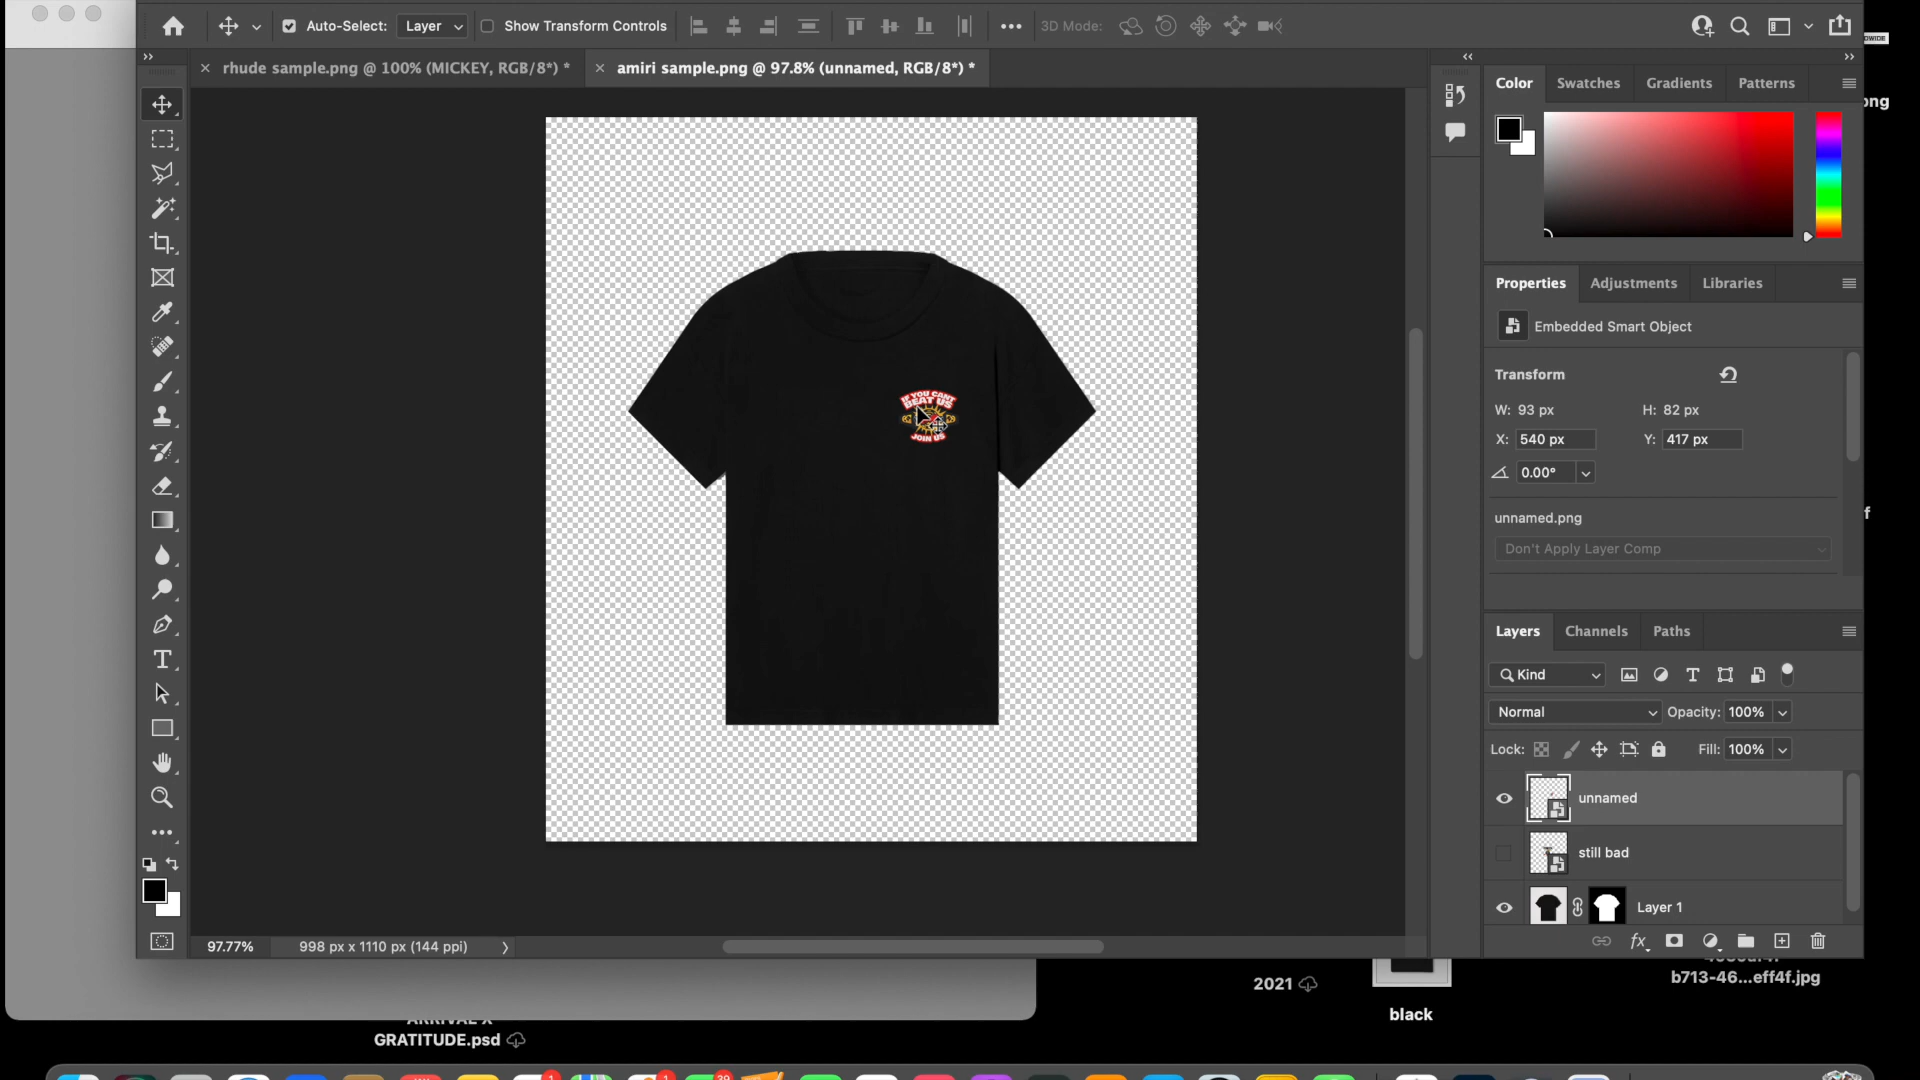 Auto-Select:
Layer
Show Transform Controls
3D Mode:
rhude sample.png @ 100% (MICKEY, RGB/8*) *
amiri sample.png @ 97.8% (unnamed, RGB/8*) *
Color
Swatches
Gradients
Patterns
Properties
Adjustments
Libraries
Embedded Smart Object
Transform
W: 93 px
H: 82 px
X: 540 px
Y: 417 px
0.00°
unnamed.png
Don't Apply Layer Comp
IF YOU CANT
BEAT US
JOIN US
Layers
Channels
Paths
Kind
Normal
Opacity: 100%
Lock:
Fill: 100%
unnamed
still bad
Layer 1
fx
97.77%
998 px x 1110 px (144 ppi)
2021
black
b713-46...eff4f.jpg
ARRIVAL X
GRATITUDE.psd